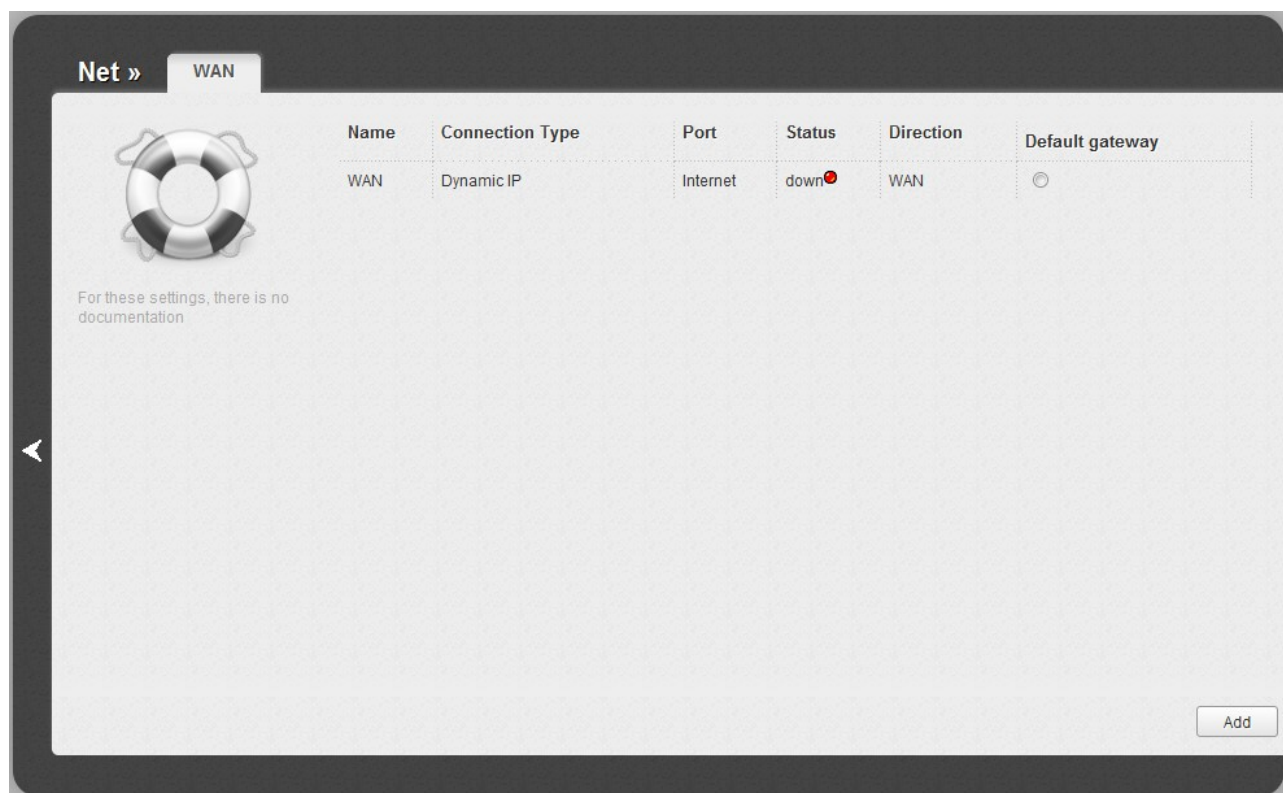 Net »
WAN
Name Connection Type Port Status Direction Default gateway
WAN Dynamic IP Internet down WAN
For these settings, there is no
documentation
Add